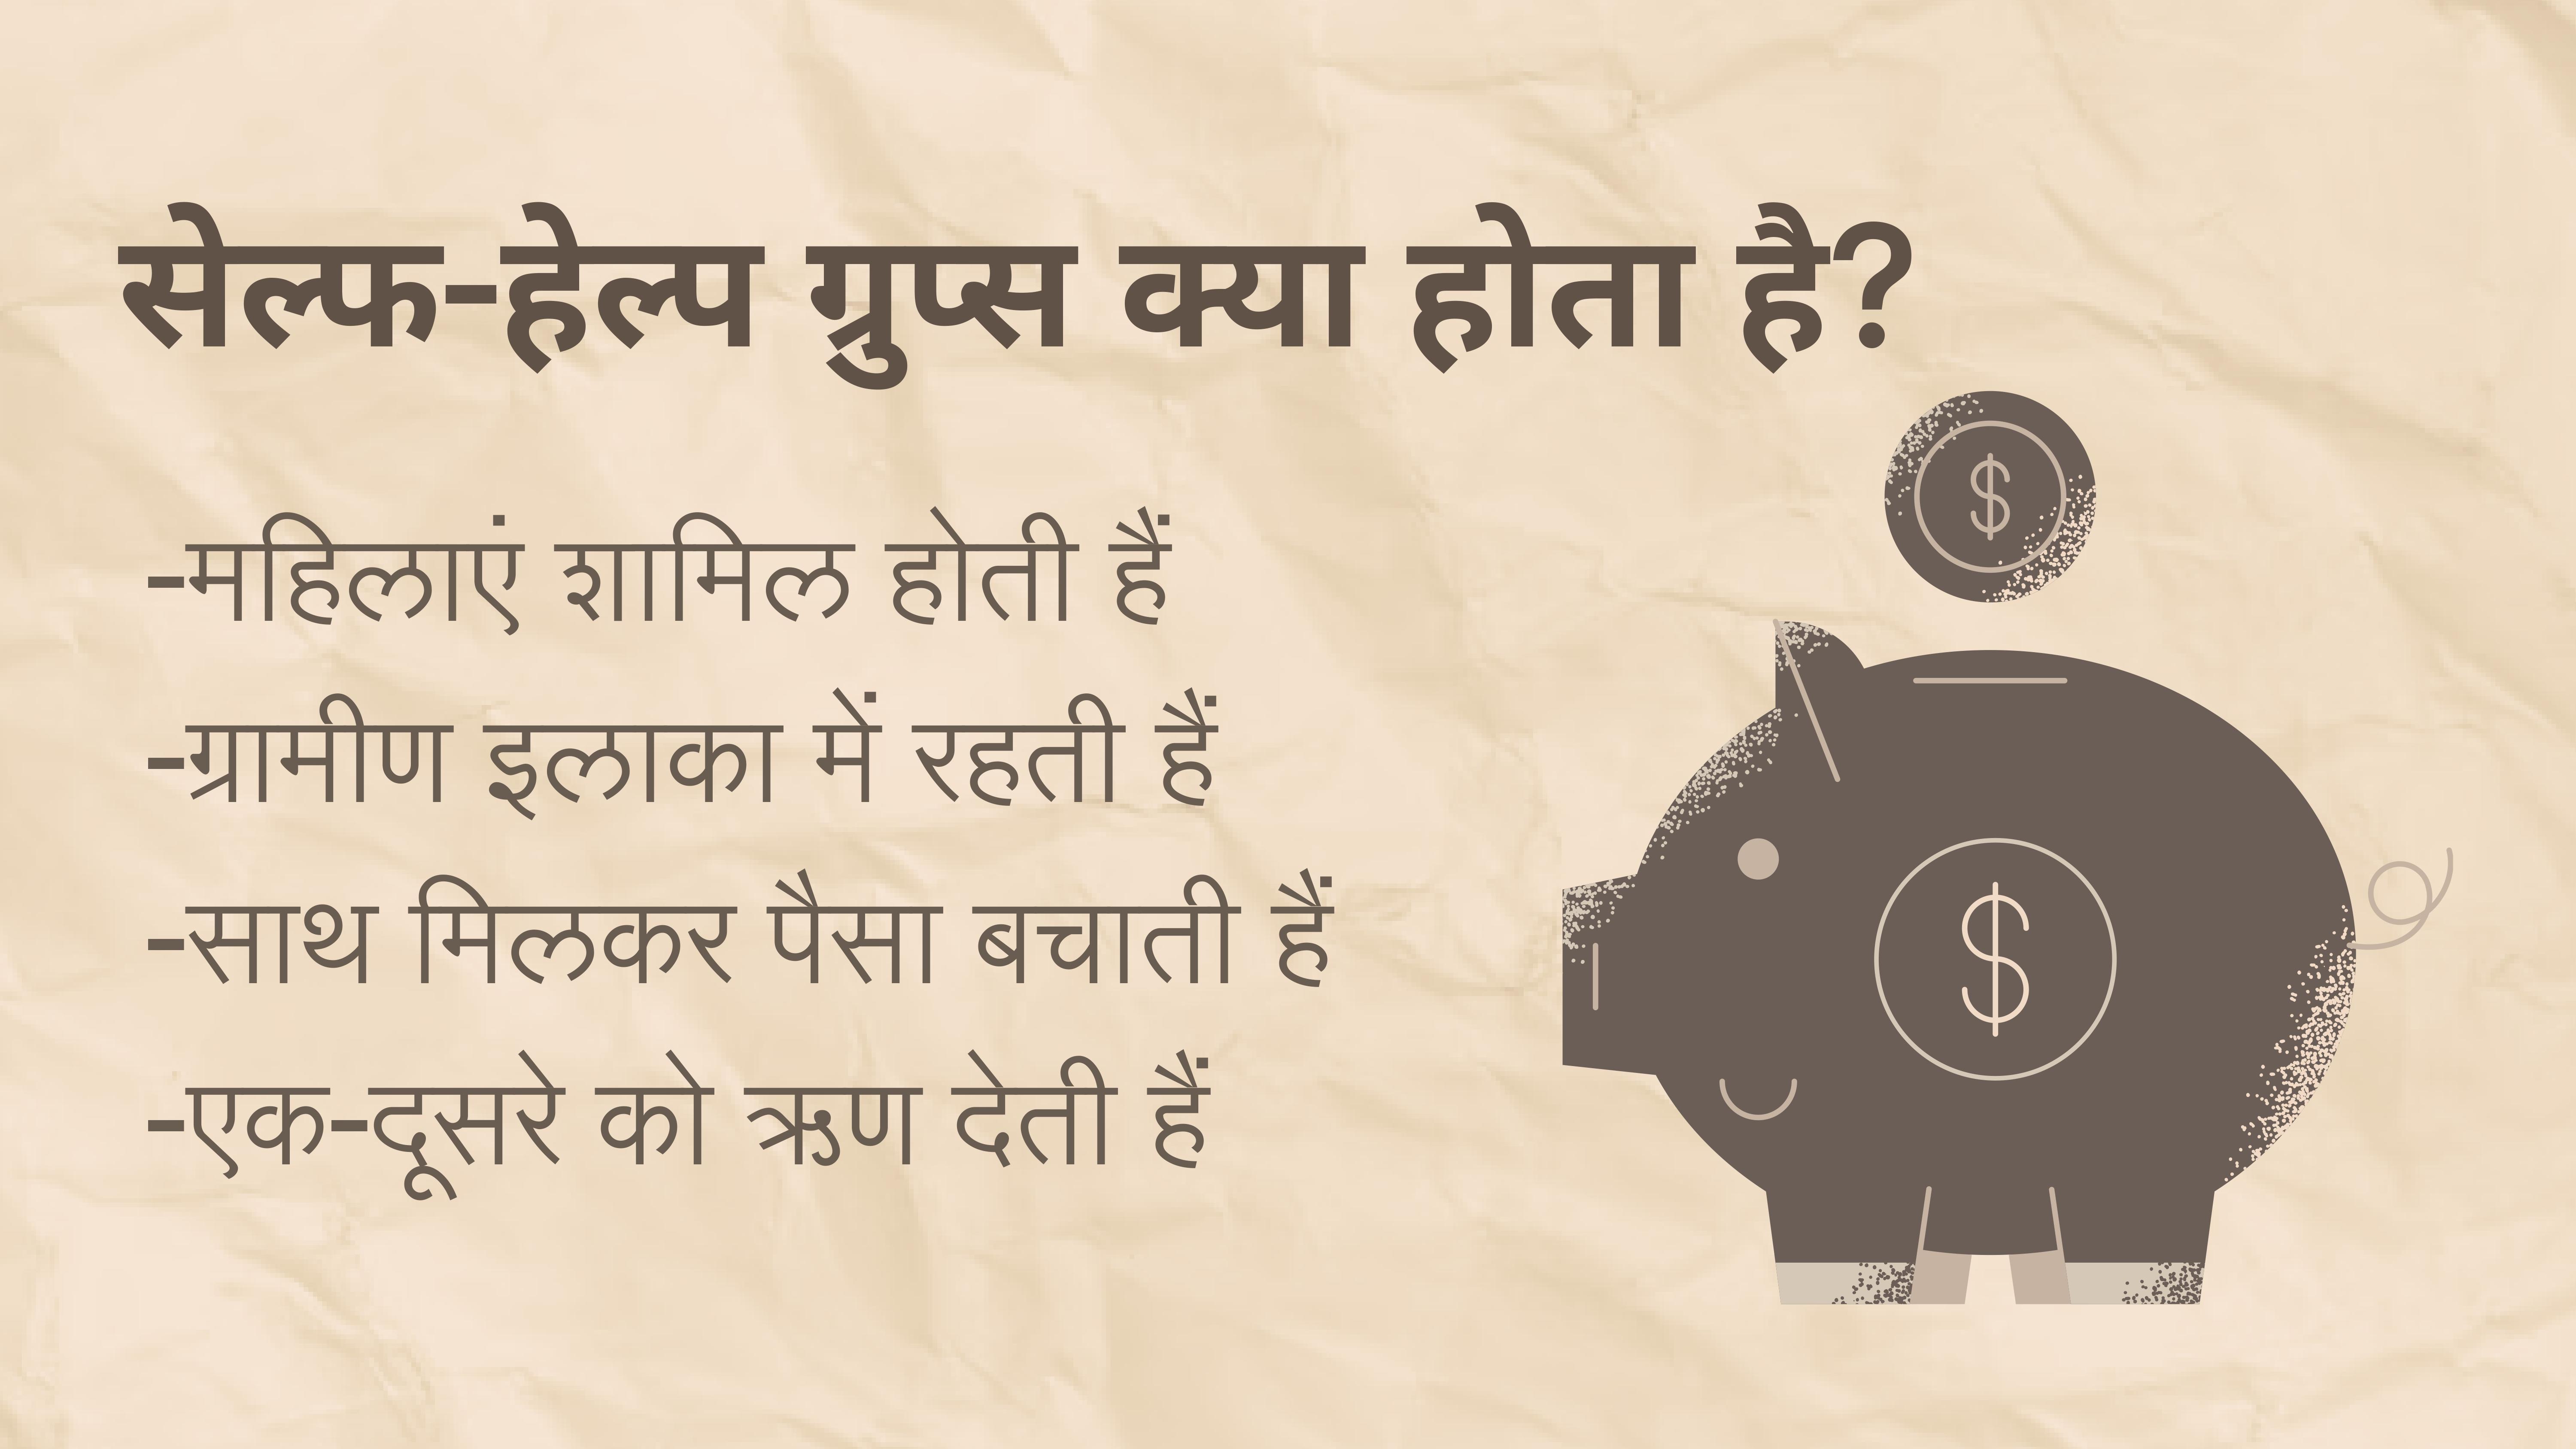 सेल्फ-हेल्प ग्रुप्स क्या होता है?
-महिलाएं शामिल होती हैं
-ग्रामीण इलाका में रहती हैं
-साथ मिलकर पैसा बचाती हैं
-एक-दूसरे को ऋण देती हैं
$
$